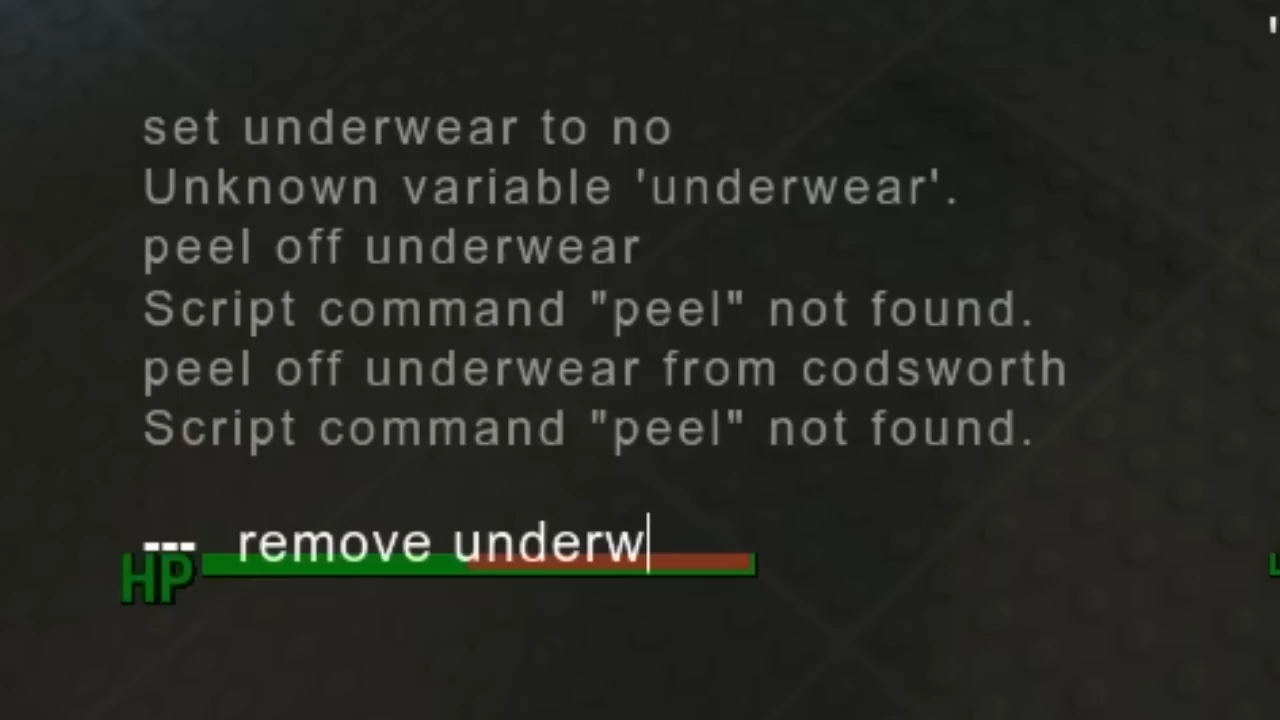 set underwear to no
Unknown variable 'underwear'.
peel off underwear
Script command "peel" not found.
peel off underwear from codsworth
Script command "peel" not found.
--- remove underw
HP